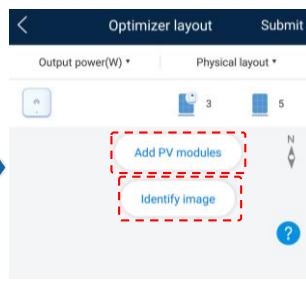 Optimizer layout Submit
Output power(W) Physical layout
3 5
Add PV modules
N
Identify image
?